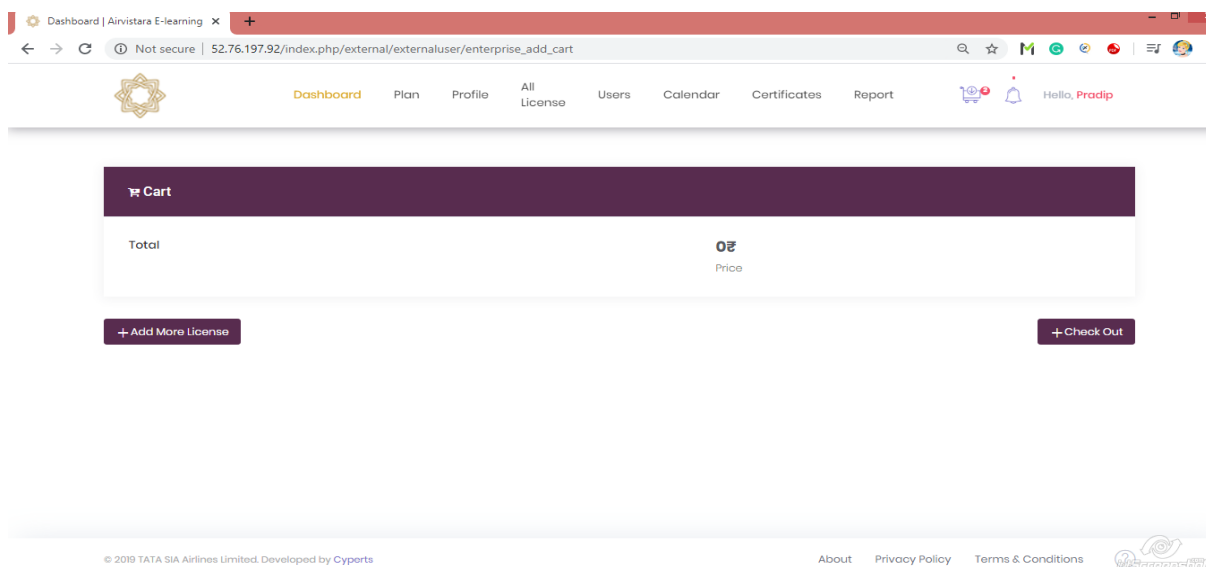 Dashboard | Airvistara E-learning
Not secure | 52.76.197.92/index.php/external/externaluser/enterprise_add_cart
Dashboard Plan Profile All License Users Calendar Certificates Report Hello, Pradip
Cart
Total 0₹
Price
+ Add More License + Check Out
© 2019 TATA SIA Airlines Limited. Developed by Cyperts About Privacy Policy Terms & Conditions